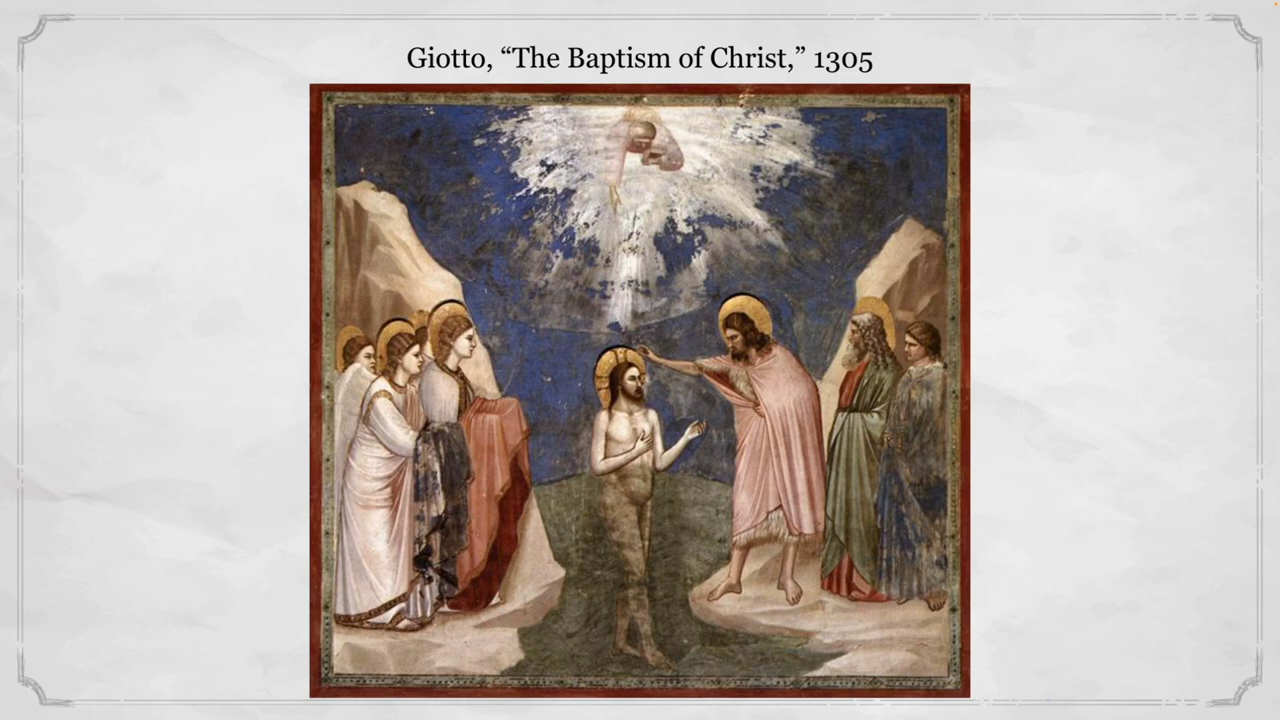 Giotto, “The Baptism of Christ,” 1305